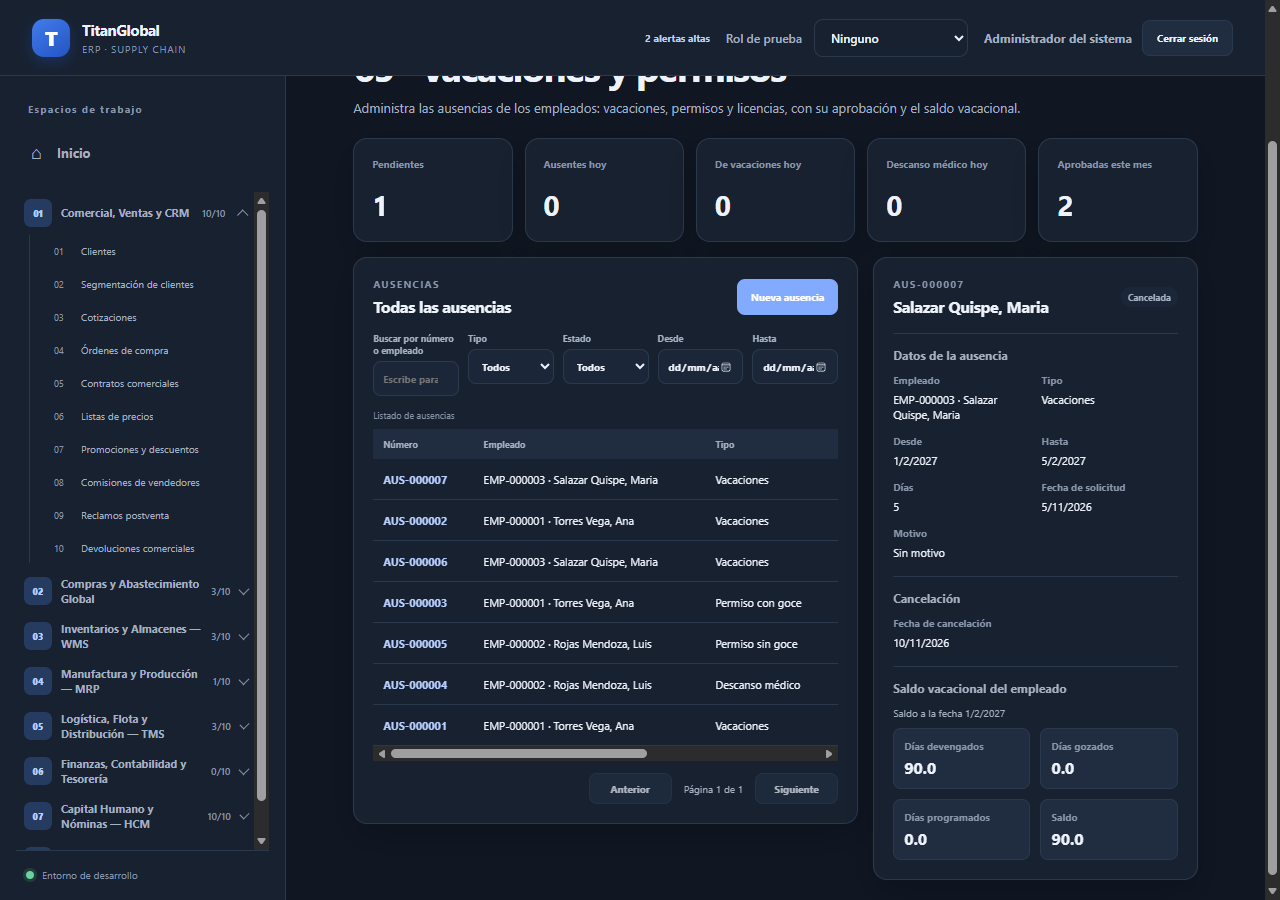 T
TitanGlobal
ERP · SUPPLY CHAIN
2 alertas altas
Rol de prueba
Ninguno
Administrador del sistema
Cerrar sesión
Espacios de trabajo
Inicio
01 Comercial, Ventas y CRM 10/10
01 Clientes
02 Segmentación de clientes
03 Cotizaciones
04 Órdenes de compra
05 Contratos comerciales
06 Listas de precios
07 Promociones y descuentos
08 Comisiones de vendedores
09 Reclamos postventa
10 Devoluciones comerciales
02 Compras y Abastecimiento
Global
3/10
03 Inventarios y Almacenes —
WMS
3/10
04 Manufactura y Producción
— MRP
1/10
05 Logística, Flota y
Distribución — TMS
3/10
06 Finanzas, Contabilidad y
Tesorería
0/10
07 Capital Humano y
Nóminas — HCM
10/10
Entorno de desarrollo
vacaciones y permisos
Administra las ausencias de los empleados: vacaciones, permisos y licencias, con su aprobación y el saldo vacacional.
Pendientes
1
Ausentes hoy
0
De vacaciones hoy
0
Descanso médico hoy
0
Aprobadas este mes
2
AUSENCIAS
Todas las ausencias
Nueva ausencia
Buscar por número
o empleado
Escribe para
Tipo
Todos
Estado
Todos
Desde
dd/mm/aa
Hasta
dd/mm/aa
Listado de ausencias
Número Empleado Tipo
AUS-000007 EMP-000003 · Salazar Quispe, Maria Vacaciones
AUS-000002 EMP-000001 · Torres Vega, Ana Vacaciones
AUS-000006 EMP-000003 · Salazar Quispe, Maria Vacaciones
AUS-000003 EMP-000001 · Torres Vega, Ana Permiso con goce
AUS-000005 EMP-000002 · Rojas Mendoza, Luis Permiso sin goce
AUS-000004 EMP-000002 · Rojas Mendoza, Luis Descanso médico
AUS-000001 EMP-000001 · Torres Vega, Ana Vacaciones
Anterior
Página 1 de 1
Siguiente
AUS-000007
Salazar Quispe, Maria
Cancelada
Datos de la ausencia
Empleado
EMP-000003 · Salazar
Quispe, Maria
Tipo
Vacaciones
Desde
1/2/2027
Hasta
5/2/2027
Días
5
Fecha de solicitud
5/11/2026
Motivo
Sin motivo
Cancelación
Fecha de cancelación
10/11/2026
Saldo vacacional del empleado
Saldo a la fecha 1/2/2027
Días devengados
90.0
Días gozados
0.0
Días programados
0.0
Saldo
90.0